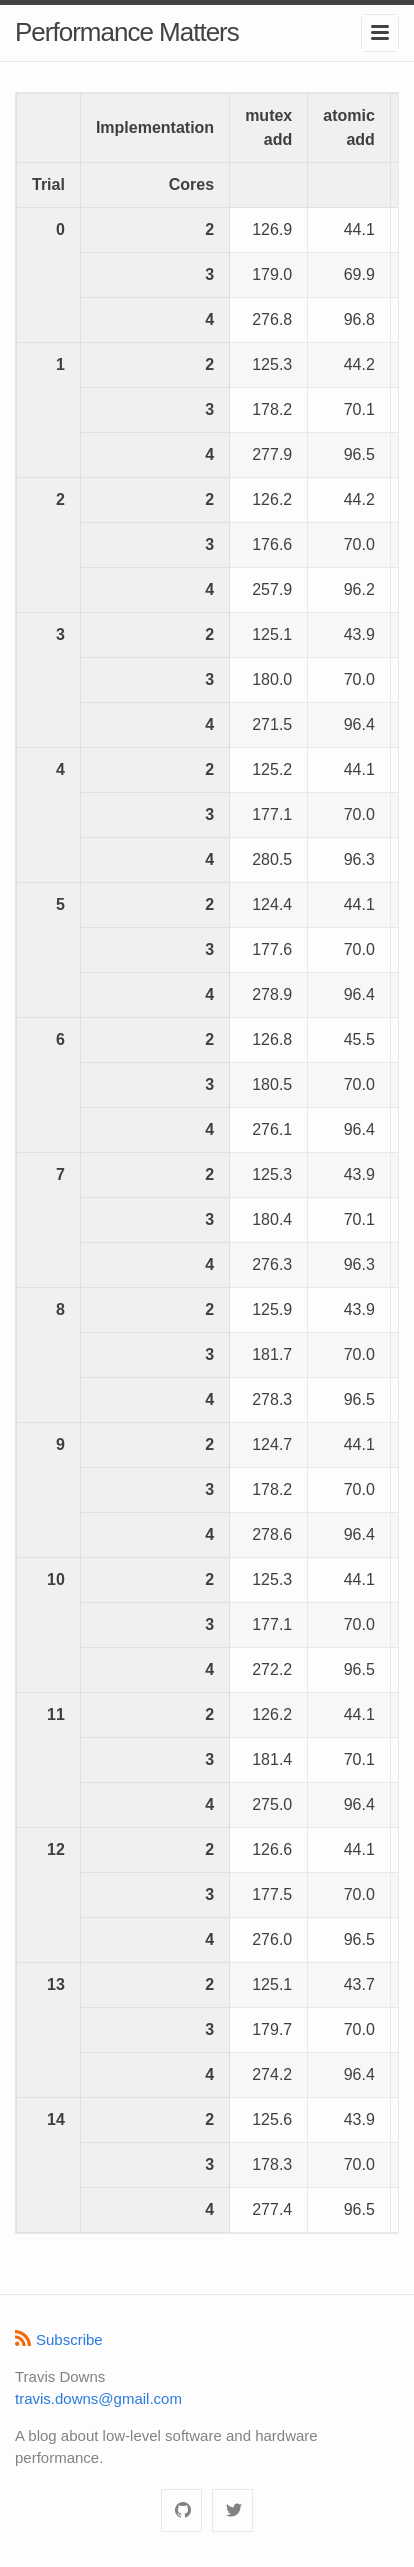 Performance Matters
Implementation mutex add atomic add
Trial Cores
0 2 126.9 44.1
3 179.0 69.9
4 276.8 96.8
1 2 125.3 44.2
3 178.2 70.1
4 277.9 96.5
2 2 126.2 44.2
3 176.6 70.0
4 257.9 96.2
3 2 125.1 43.9
3 180.0 70.0
4 271.5 96.4
4 2 125.2 44.1
3 177.1 70.0
4 280.5 96.3
5 2 124.4 44.1
3 177.6 70.0
4 278.9 96.4
6 2 126.8 45.5
3 180.5 70.0
4 276.1 96.4
7 2 125.3 43.9
3 180.4 70.1
4 276.3 96.3
8 2 125.9 43.9
3 181.7 70.0
4 278.3 96.5
9 2 124.7 44.1
3 178.2 70.0
4 278.6 96.4
10 2 125.3 44.1
3 177.1 70.0
4 272.2 96.5
11 2 126.2 44.1
3 181.4 70.1
4 275.0 96.4
12 2 126.6 44.1
3 177.5 70.0
4 276.0 96.5
13 2 125.1 43.7
3 179.7 70.0
4 274.2 96.4
14 2 125.6 43.9
3 178.3 70.0
4 277.4 96.5
Subscribe
Travis Downs
travis.downs@gmail.com
A blog about low-level software and hardware
performance.